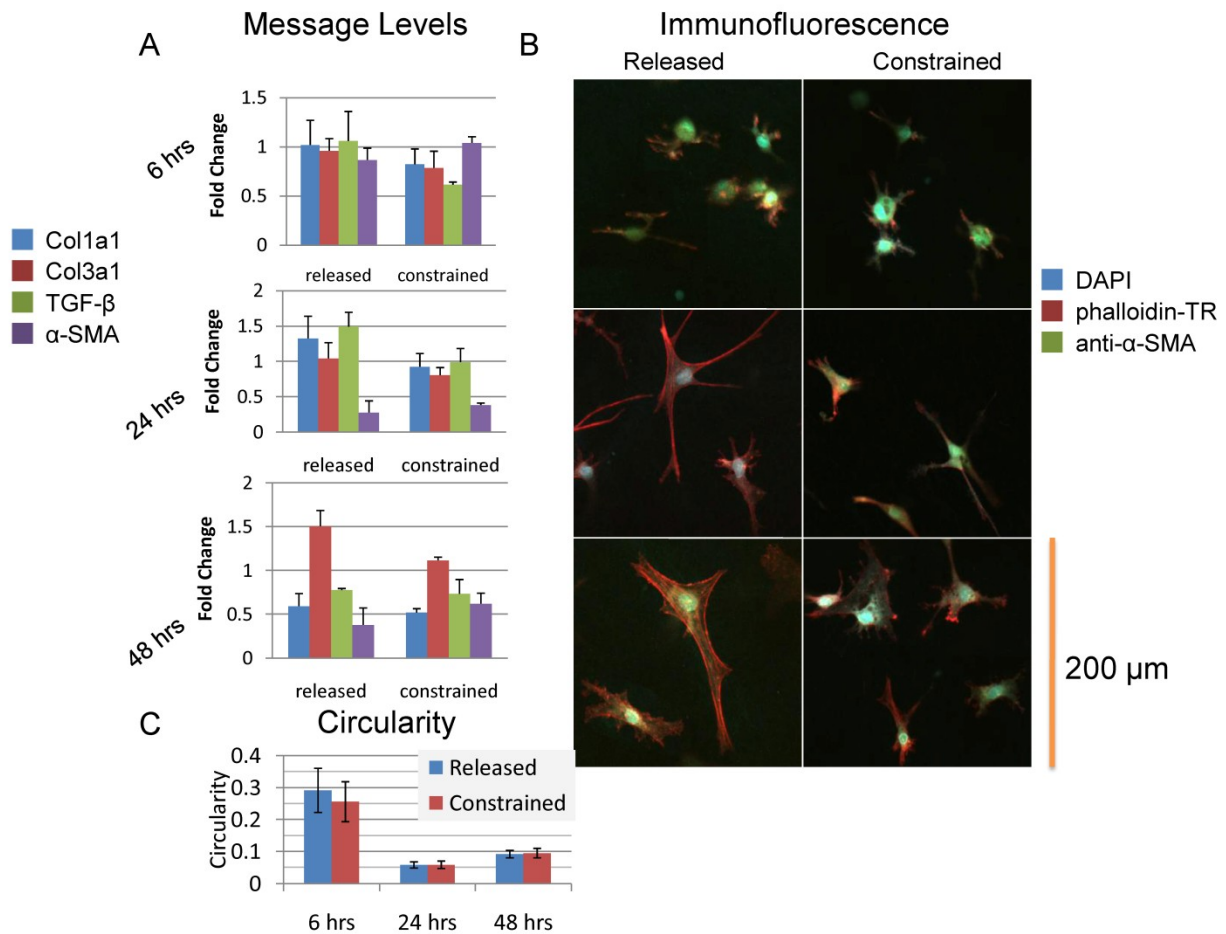 A
Message Levels
6 hrs
Fold Change
1.5
1
0.5
0
released
constrained
Col1a1
Col3a1
TGF-β
α-SMA
24 hrs
Fold Change
2
1.5
1
0.5
0
released
constrained
48 hrs
Fold Change
2
1.5
1
0.5
0
released
constrained
B
Immunofluorescence
Released
Constrained
DAPI
phalloidin-TR
anti-α-SMA
200 μm
C
Circularity
Circularity
0.4
0.3
0.2
0.1
0
Released
Constrained
6 hrs
24 hrs
48 hrs